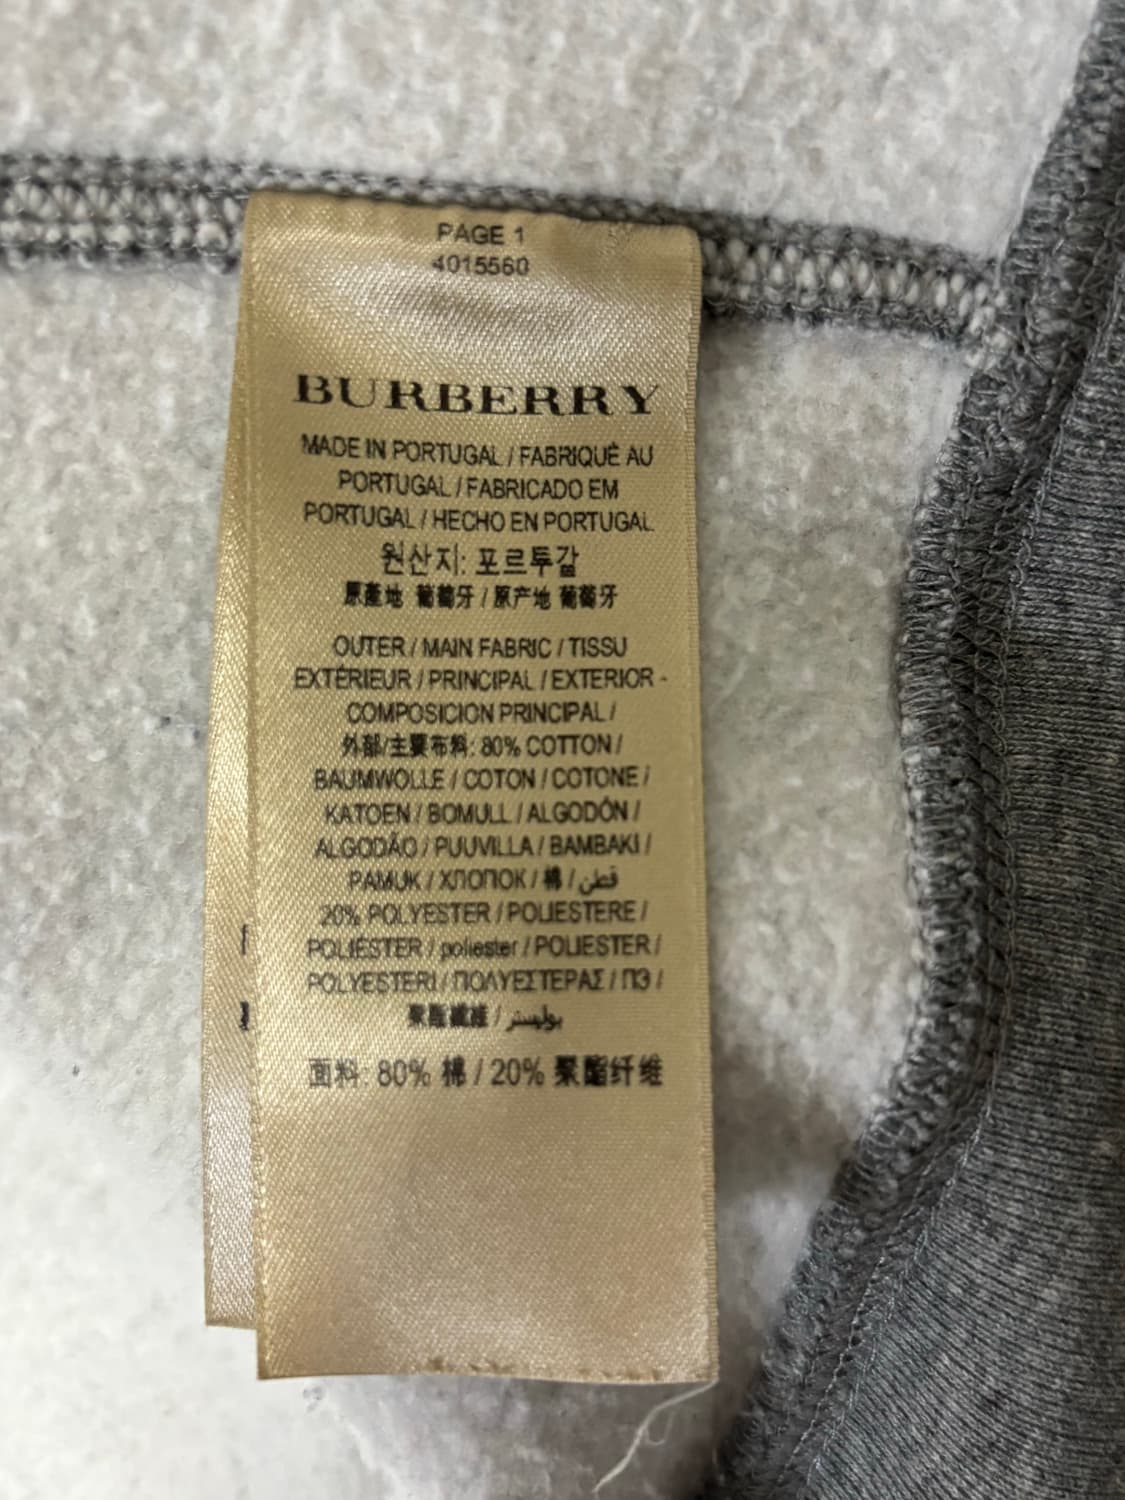 PAGE 1
4015560
BURBERRY
MADE IN PORTUGAL / FABRIQUÉ AU
PORTUGAL / FABRICADO EM
PORTUGAL / HECHO EN PORTUGAL
원산지: 포르투갈
原產地 葡萄牙 / 原产地 葡萄牙
OUTER / MAIN FABRIC / TISSU
EXTÉRIEUR / PRINCIPAL / EXTERIOR -
COMPOSICION PRINCIPAL /
外部/主要布料: 80% COTTON /
BAUMWOLLE / COTON / COTONE /
KATOEN / BOMULL / ALGODÓN /
ALGODÃO / PUUVILLA / BAMBAKI /
PAMUK / ХЛОПОК / 棉 / قطن
20% POLYESTER / POLIESTERE /
POLIÉSTER / poliester / POLIESTER /
POLYESTERI / ΠΟΛΥΕΣΤΕΡΑΣ / ПЭ /
聚酯纖維 / بوليستر
面料: 80% 棉 / 20% 聚酯纤维